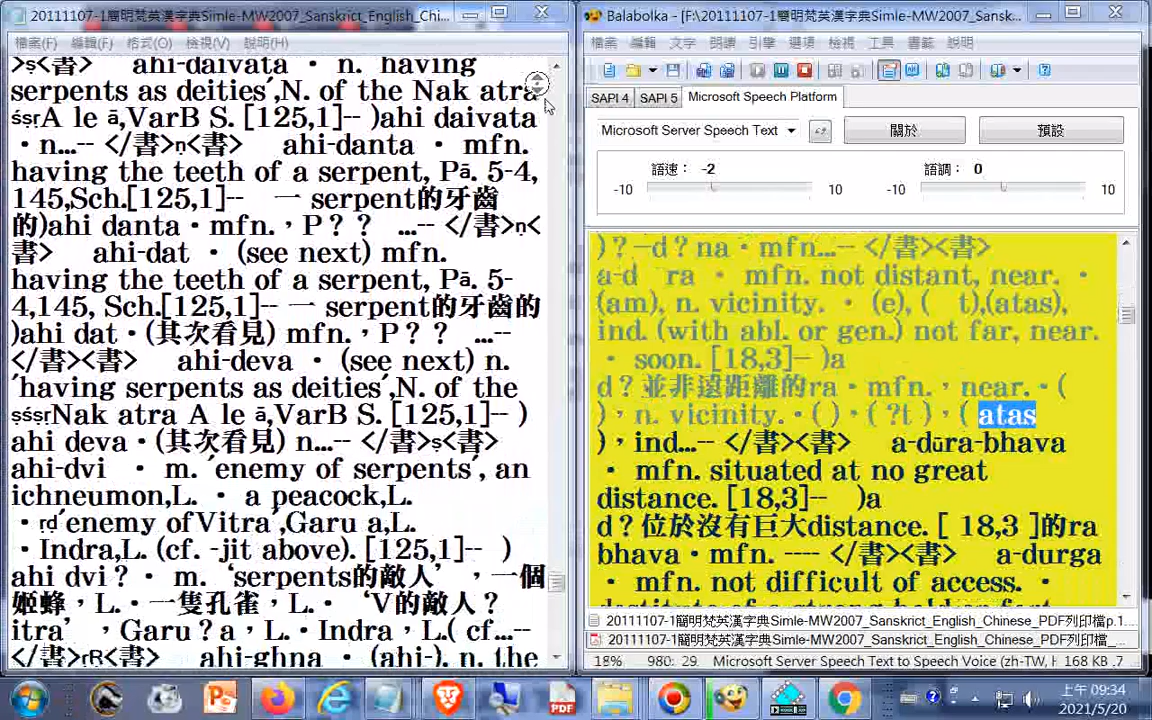 20111107-1簡明梵英漢字典Simle-MW2007_Sanskrict_English_Chi...
檔案(F) 編輯(E) 格式(O) 檢視(V) 說明(H)
>ṣ<書> ahi-daivata · n. having
serpents as deities',N. of the Nak atra
śṣrA le ā,VarB S. [125,1]-- )ahi daivata
·n...-- </書>ṇ<書> ahi-danta · mfn.
having the teeth of a serpent, Pā. 5-4,
145,Sch.[125,1]-- 一 serpent的牙齒
的)ahi danta·mfn.，P？？ ...-- </書>ṇ<
書> ahi-dat · (see next) mfn.
having the teeth of a serpent, Pā. 5-
4,145, Sch.[125,1]-- 一 serpent的牙齒的
)ahi dat·(其次看見) mfn.，P？？ ...--
</書><書> ahi-deva · (see next) n.
'having serpents as deities',N. of the
śṣsṛNak atra A le ā,VarB S. [125,1]-- )
ahi deva·(其次看見) n...-- </書>ṣ<書>
ahi-dvi · m. 'enemy of serpents', an
ichneumon,L. · a peacock,L.
·ṛḍ'enemy ofVitra',Garu a,L.
·Indra,L. (cf. -jit above). [125,1]-- )
ahi dvi？· m.‘serpents的敵人’，一個
姬蜂，L.·一隻孔雀，L.·‘V的敵人？
itra’，Garu？a，L.·Indra，L.( cf...--
</書>ṛR<書> ahi-ghna · (ahi-). n. the
Balabolka - [F:\20111107-1簡明梵英漢字典Simle-MW2007_Sansk...
檔案 編輯 文字 朗讀 引擎 選項 檢視 工具 書籤 說明
SAPI 4 SAPI 5 Microsoft Speech Platform
Microsoft Server Speech Text 關於 預設
語速： -2 語調： 0
-10 10 -10 10
)？—d？na·mfn...-- </書><書>
a-d ra · mfn. not distant, near. ·
(am), n. vicinity. · (e), ( t),(atas),
ind. (with abl. or gen.) not far, near.
· soon. [18,3]-- )a
d？並非遠距離的ra·mfn.，near.·(
)，n. vicinity.·( )，( ?t )，( atas
)，ind...-- </書><書> a-dūra-bhava
·mfn. situated at no great
distance. [18,3]-- )a
d？位於沒有巨大distance. [ 18,3 ]的ra
bhava·mfn. ---- </書><書> a-durga
·mfn. not difficult of access. ·
20111107-1簡明梵英漢字典Simle-MW2007_Sanskrict_English_Chinese_PDF列印檔p.1...
20111107-1簡明梵英漢字典Simle-MW2007_Sanskrict_English_Chinese_PDF列印檔...
18% 980: 29 Microsoft Server Speech Text to Speech Voice (zh-TW, H 168 KB .7
上午 09:34
2021/5/20